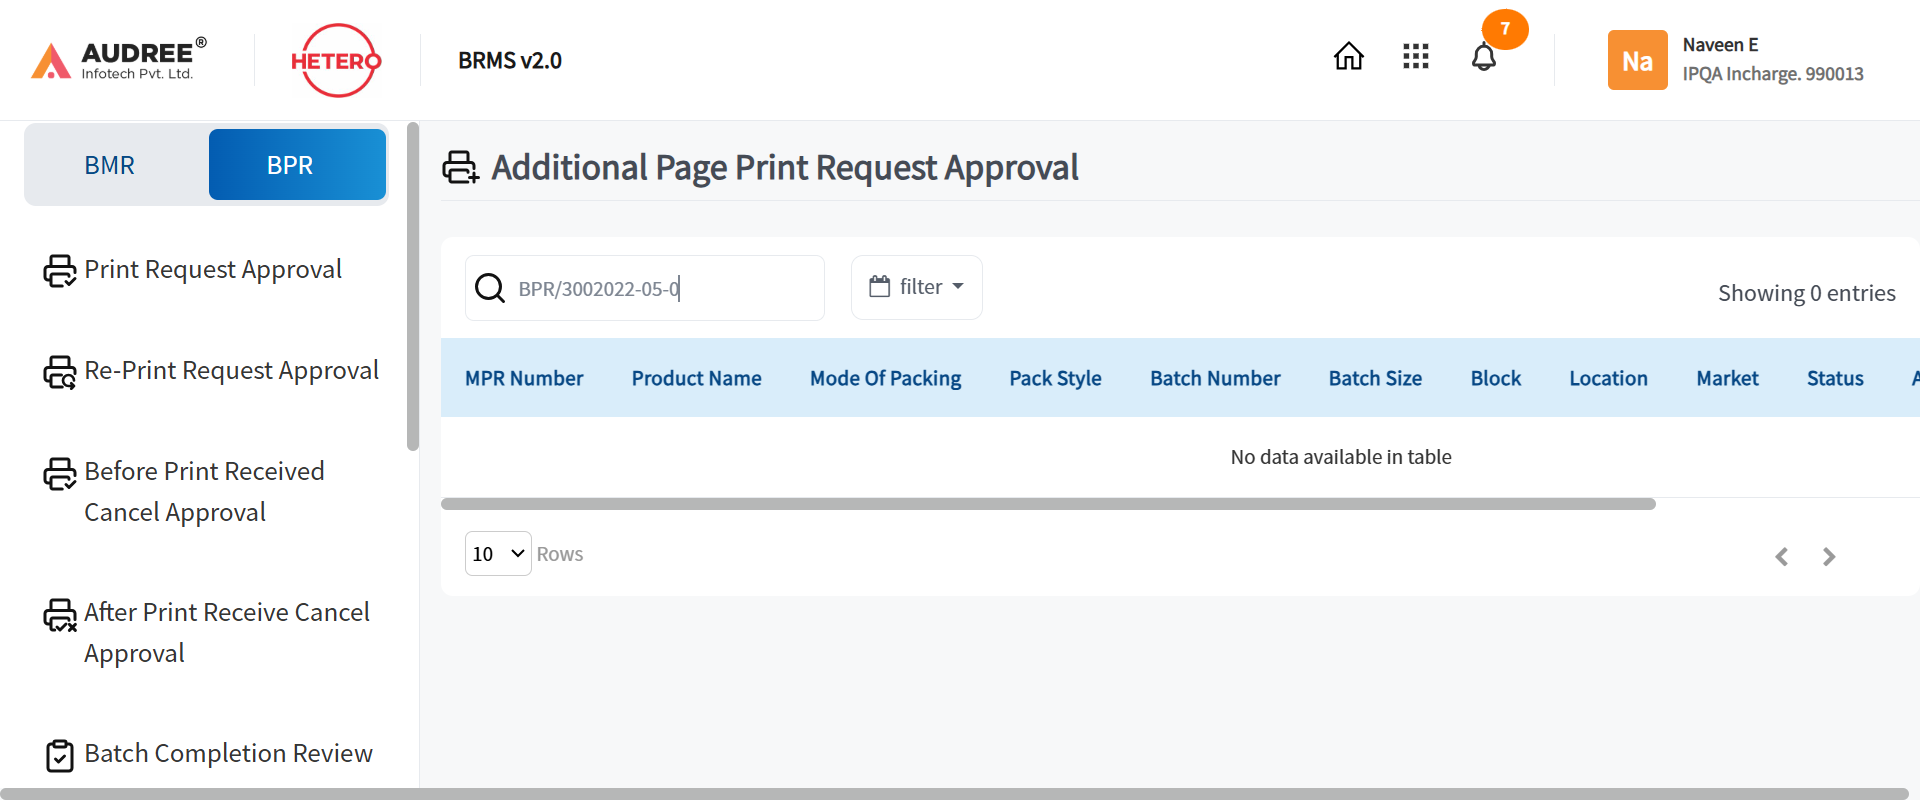 AUDREE®
Infotech Pvt. Ltd.
HETERO
BRMS v2.0
7
Na
Naveen E
IPQA Incharge. 990013
BMR
BPR
Print Request Approval
Re-Print Request Approval
Before Print Received
Cancel Approval
After Print Receive Cancel
Approval
Batch Completion Review
Additional Page Print Request Approval
BPR/3002022-05-0
filter
Showing 0 entries
MPR Number Product Name Mode Of Packing Pack Style Batch Number Batch Size Block Location Market Status A
No data available in table
10 Rows